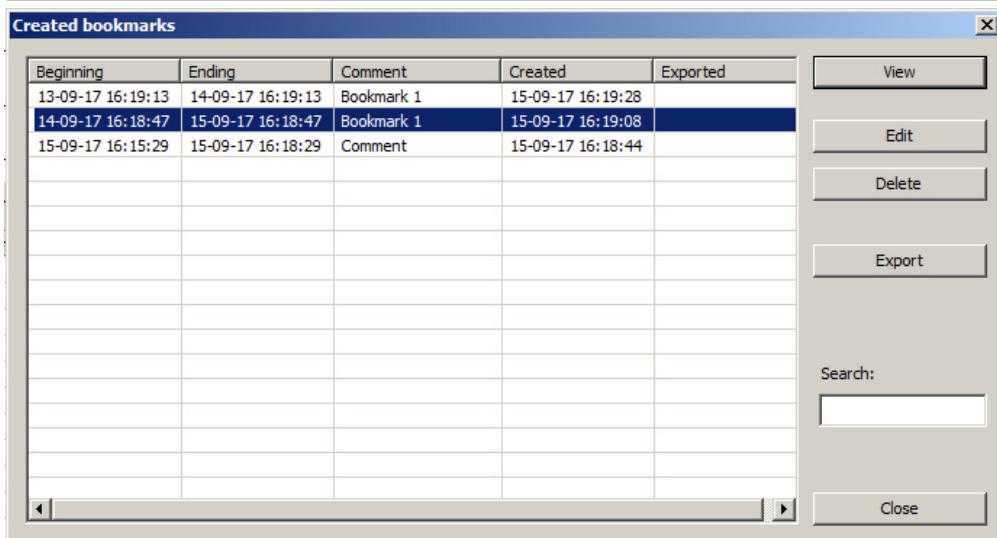 Created bookmarks
Beginning Ending Comment Created Exported
13-09-17 16:19:13 14-09-17 16:19:13 Bookmark 1 15-09-17 16:19:28
14-09-17 16:18:47 15-09-17 16:18:47 Bookmark 1 15-09-17 16:19:08
15-09-17 16:15:29 15-09-17 16:18:29 Comment 15-09-17 16:18:44
View
Edit
Delete
Export
Search:
Close